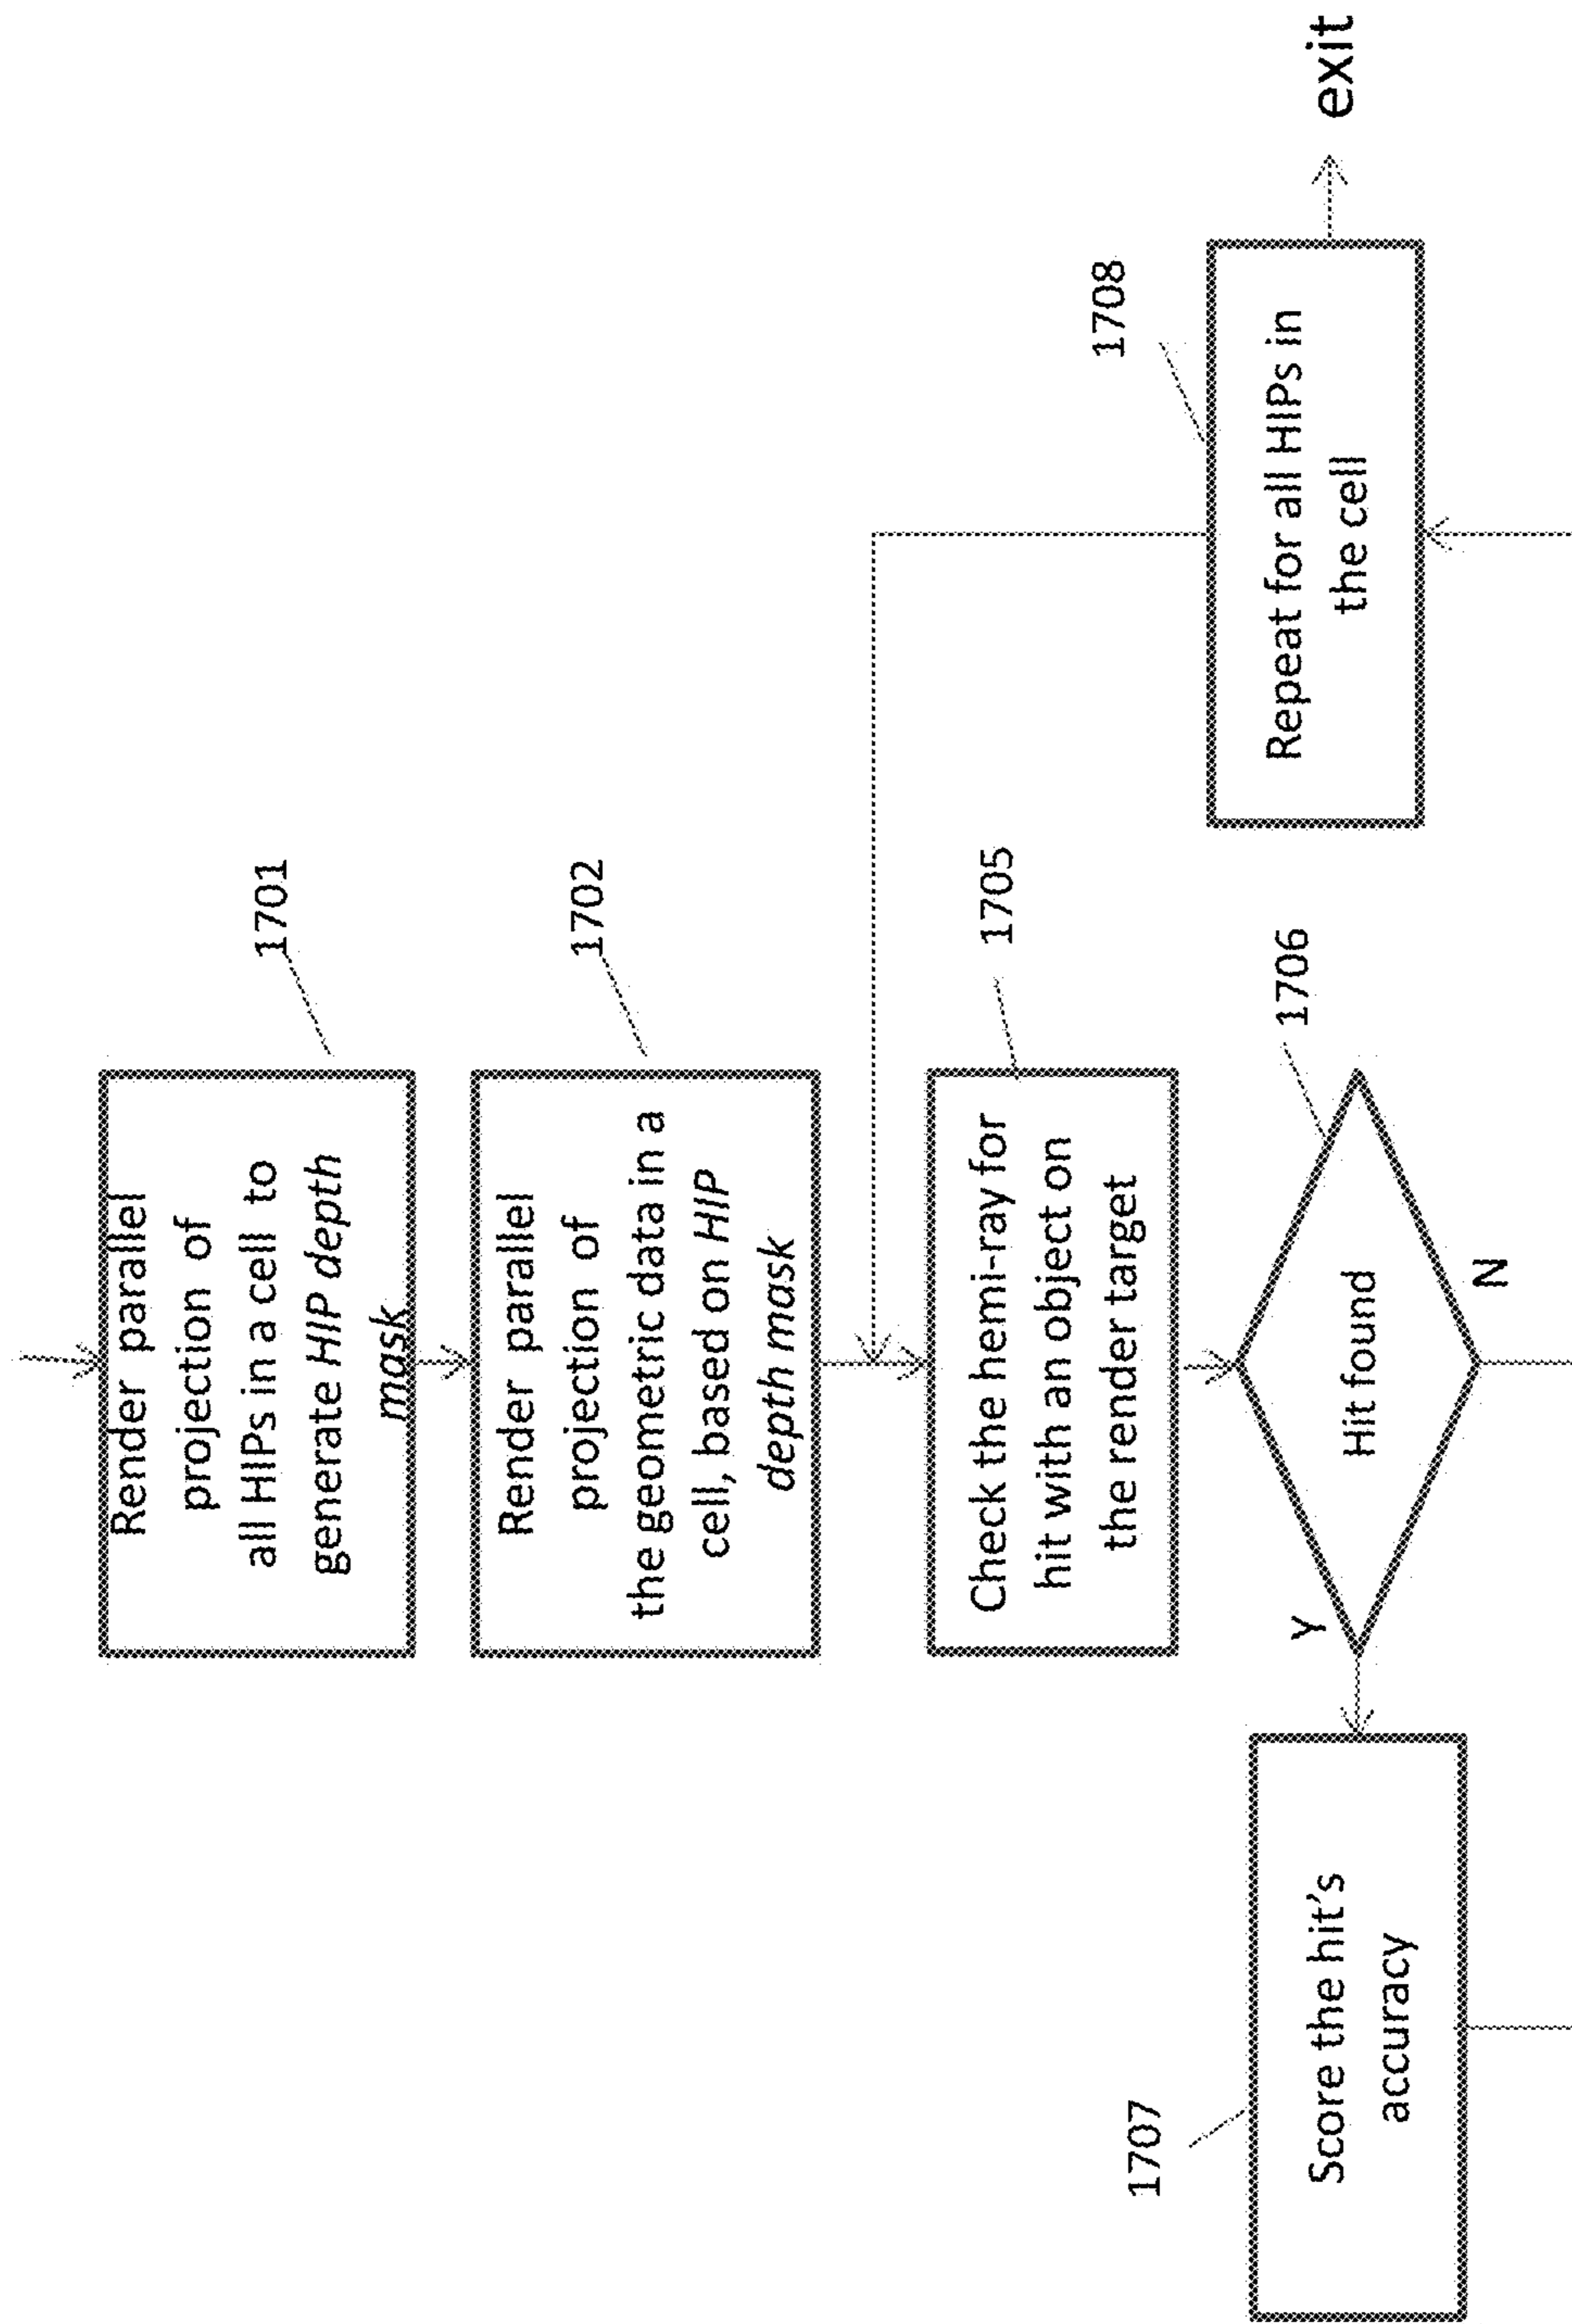 Render parallel
projection of
all HIPs in a cell to
generate HIP depth
mask
1701
Render parallel
projection of
the geometric data in a
cell, based on HIP
depth mask
1702
Check the hemi-ray for
hit with an object on
the render target
1705
Hit found
1706
Y
N
1707
Score the hit's
accuracy
1708
Repeat for all HIPs in
the cell
exit